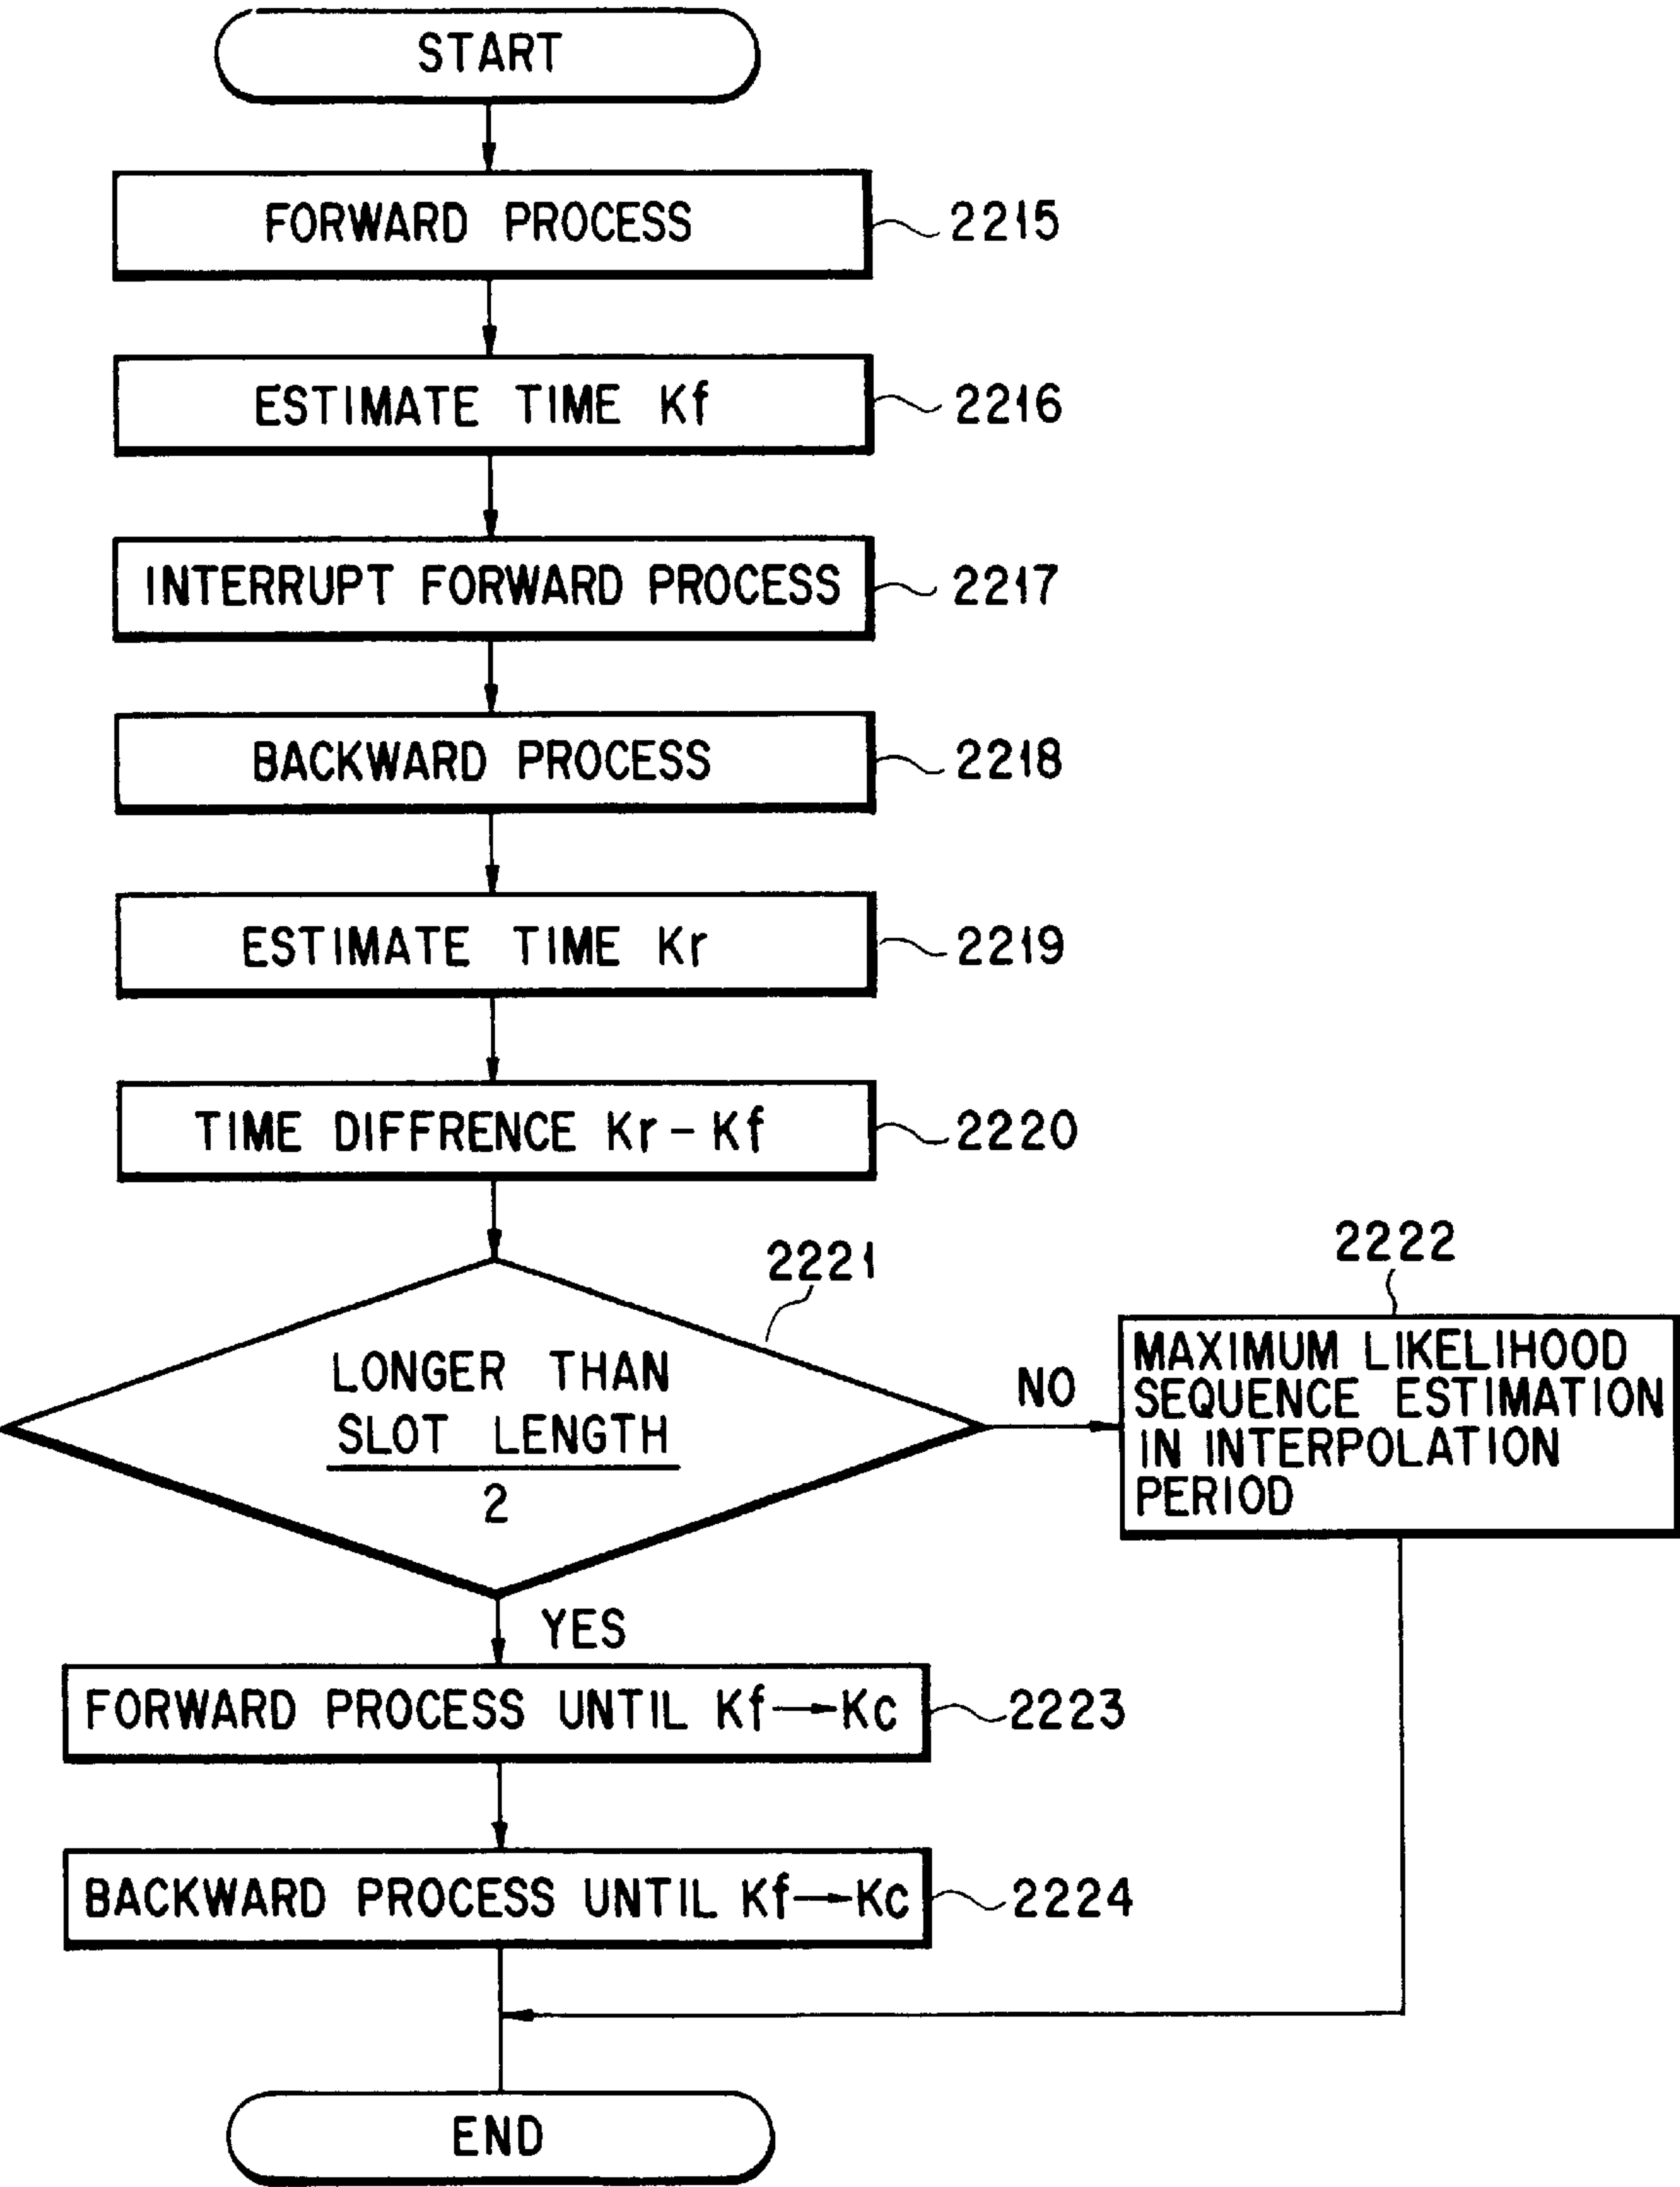 START
FORWARD PROCESS
2215
ESTIMATE TIME Kf
2216
INTERRUPT FORWARD PROCESS
2217
BACKWARD PROCESS
2218
ESTIMATE TIME Kr
2219
TIME DIFFRENCE Kr - Kf
2220
2221
LONGER THAN
SLOT LENGTH
2
NO
2222
MAXIMUM LIKELIHOOD
SEQUENCE ESTIMATION
IN INTERPOLATION
PERIOD
YES
FORWARD PROCESS UNTIL Kf→Kc
2223
BACKWARD PROCESS UNTIL Kf→Kc
2224
END